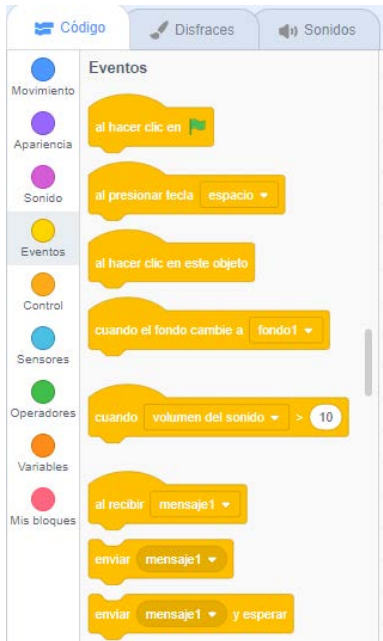 Código
Disfraces
Sonidos
Movimiento
Apariencia
Sonido
Eventos
Control
Sensores
Operadores
Variables
Mis bloques
Eventos
al hacer clic en
al presionar tecla espacio
al hacer clic en este objeto
cuando el fondo cambie a fondo1
cuando volumen del sonido > 10
al recibir mensaje1
enviar mensaje1
enviar mensaje1 y esperar